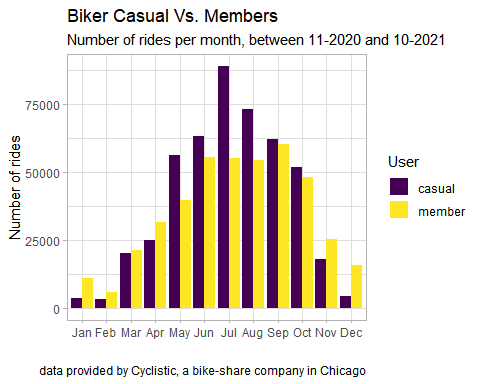 Biker Casual Vs. Members
Number of rides per month, between 11-2020 and 10-2021
Number of rides
75000
50000
25000
0
Jan Feb Mar Apr May Jun Jul Aug Sep Oct Nov Dec
User
casual
member
data provided by Cyclistic, a bike-share company in Chicago